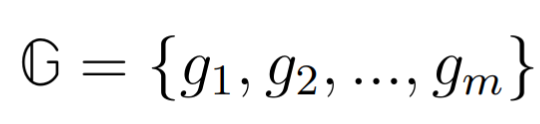 𝔾 = {g₁, g₂, ..., gₘ}